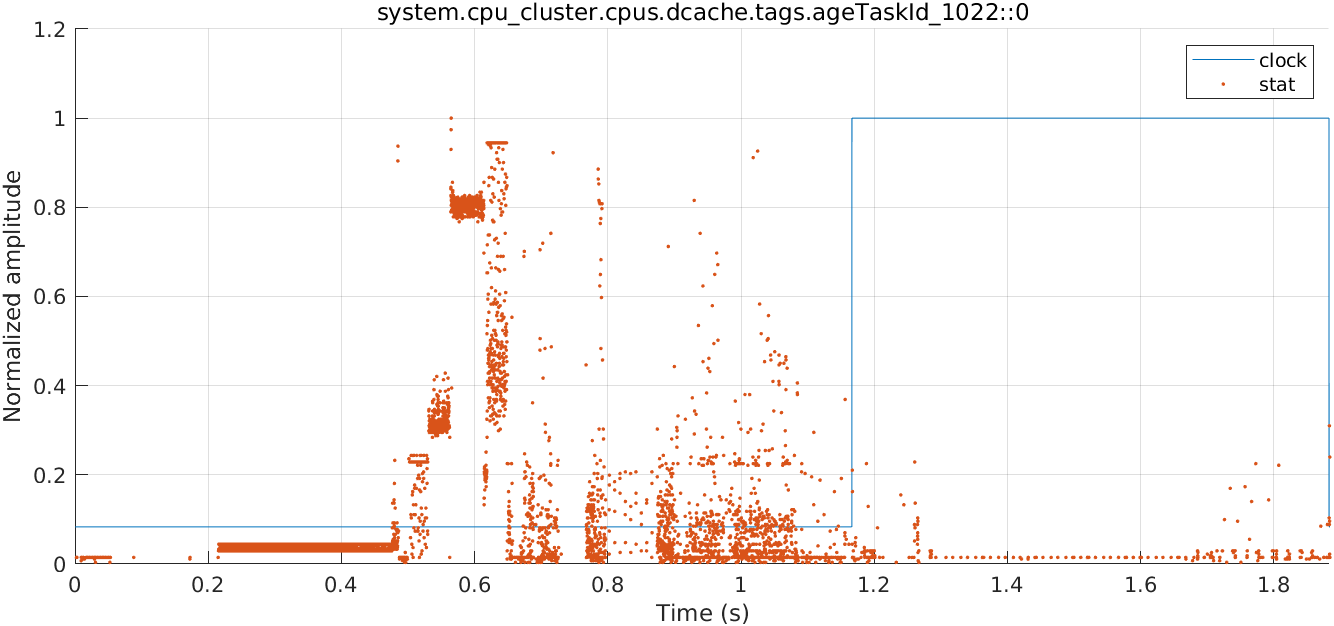 system.cpu_cluster.cpus.dcache.tags.ageTaskId_1022::0
1.2
1
0.8
0.6
0.4
0.2
0
Normalized amplitude
clock
stat
0 0.2 0.4 0.6 0.8 1 1.2 1.4 1.6 1.8
Time (s)